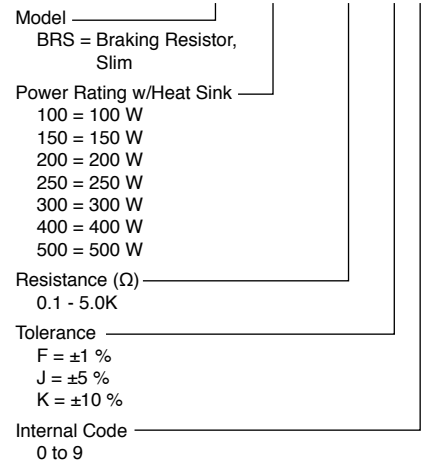 Model
BRS = Braking Resistor,
Slim
Power Rating w/Heat Sink
100 = 100 W
150 = 150 W
200 = 200 W
250 = 250 W
300 = 300 W
400 = 400 W
500 = 500 W
Resistance (Ω)
0.1 - 5.0K
Tolerance
F = ±1 %
J = ±5 %
K = ±10 %
Internal Code
0 to 9